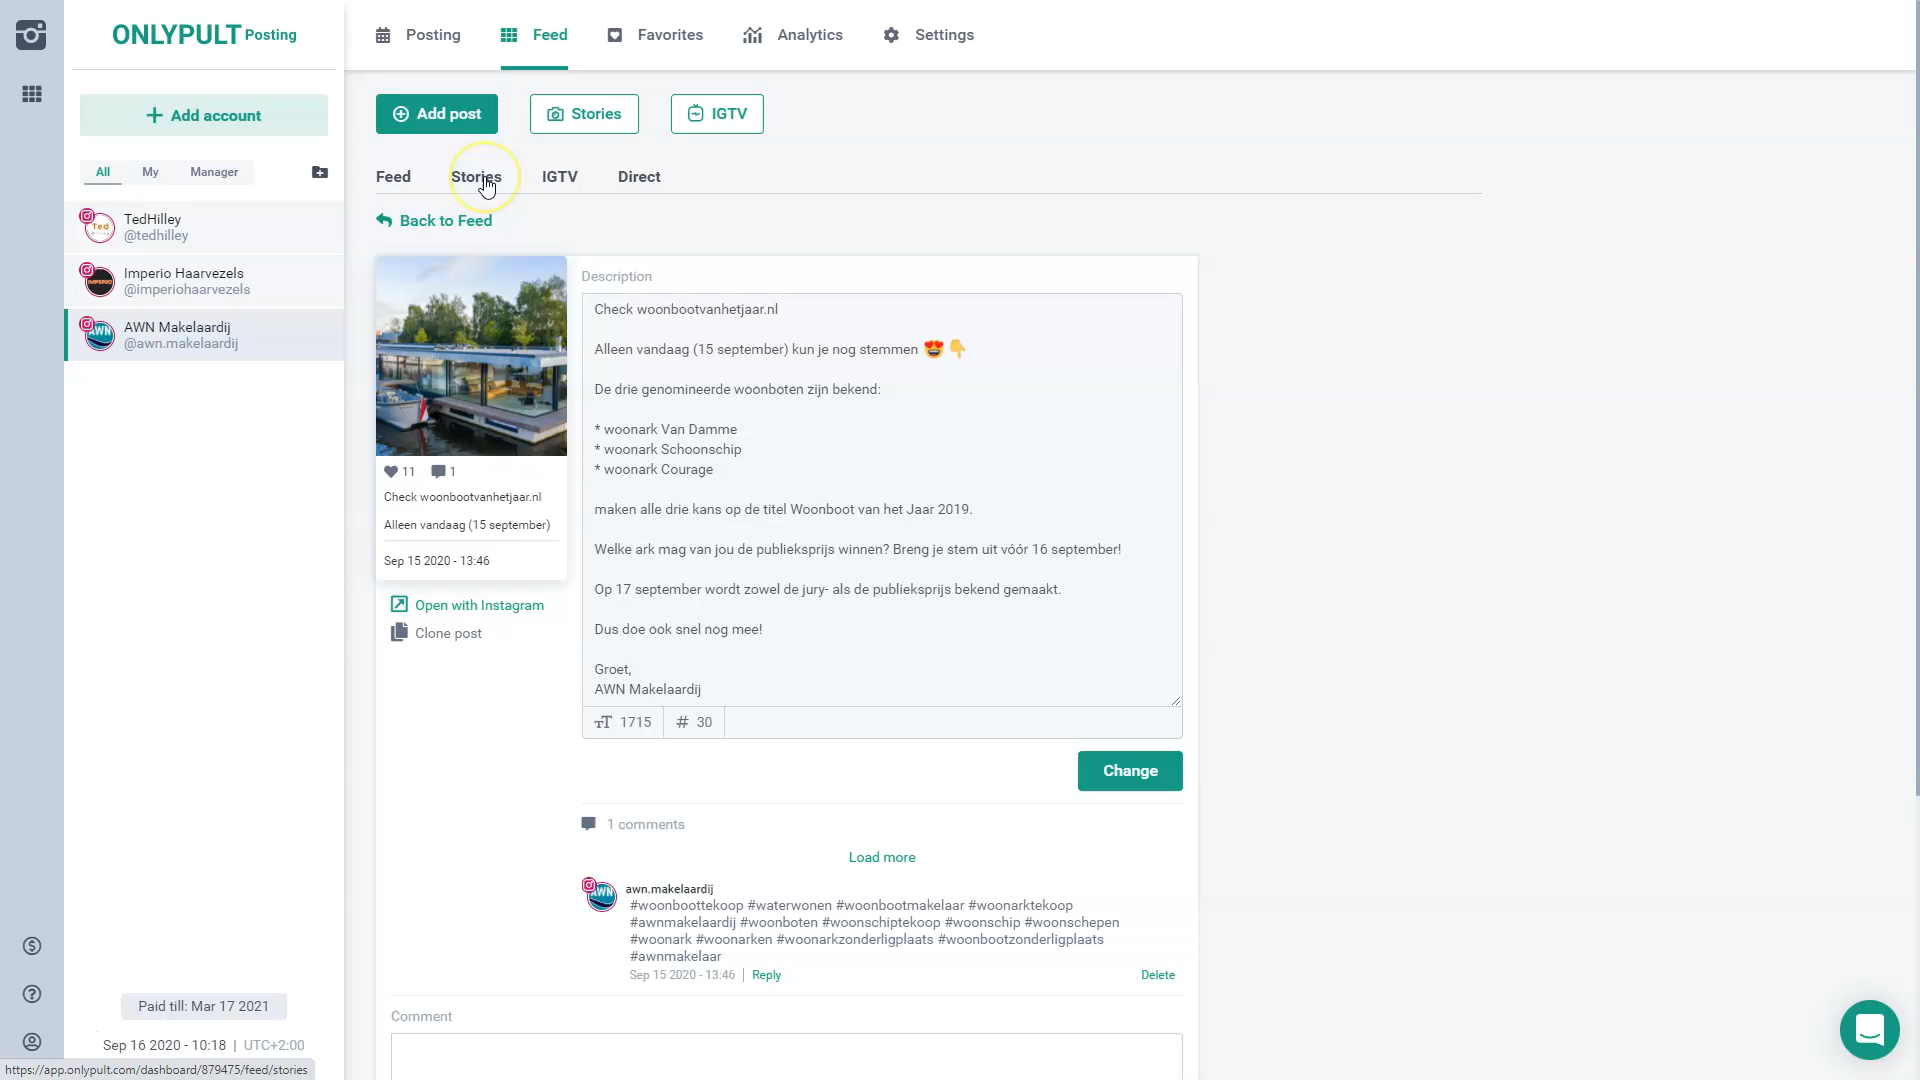 ONLYPULT Posting
Posting
Feed
Favorites
Analytics
Settings
Add account
All
My
Manager
TedHilley
@tedhilley
Imperio Haarvezels
@imperiohaarvezels
AWN Makelaardij
@awn.makelaardij
Paid till: Mar 17 2021
Sep 16 2020 - 10:18 | UTC+2:00
https://app.onlypult.com/dashboard/879475/feed/stories
Add post
Stories
IGTV
Feed
Stories
IGTV
Direct
Back to Feed
11
1
Check woonbootvanhetjaar.nl
Alleen vandaag (15 september)
Sep 15 2020 - 13:46
Open with Instagram
Clone post
Description
Check woonbootvanhetjaar.nl
Alleen vandaag (15 september) kun je nog stemmen 😍👇
De drie genomineerde woonboten zijn bekend:
* woonark Van Damme
* woonark Schoonschip
* woonark Courage
maken alle drie kans op de titel Woonboot van het Jaar 2019.
Welke ark mag van jou de publieksprijs winnen? Breng je stem uit vóór 16 september!
Op 17 september wordt zowel de jury- als de publieksprijs bekend gemaakt.
Dus doe ook snel nog mee!
Groet,
AWN Makelaardij
TT 1715
# 30
Change
1 comments
Load more
AWN
awn.makelaardij
#woonboottekoop #waterwonen #woonbootmakelaar #woonarktekoop
#awnmakelaardij #woonboten #woonschiptekoop #woonschip #woonschepen
#woonark #woonarken #woonarkzonderligplaats #woonbootzonderligplaats
#awnmakelaar
Sep 15 2020 - 13:46 | Reply
Delete
Comment